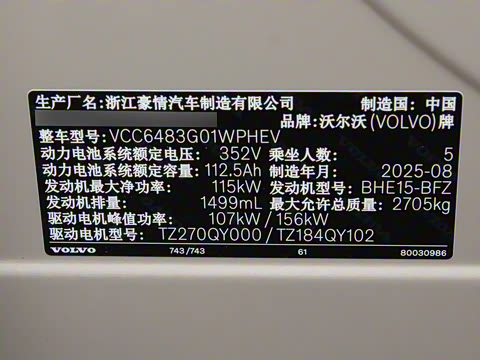 生产厂名:浙江豪情汽车制造有限公司 制造国: 中国
品牌:沃尔沃(VOLVO)牌
整车型号:VCC6483G01WPHEV
动力电池系统额定电压: 352V 乘坐人数: 5
动力电池系统额定容量: 112.5Ah 制造年月: 2025-08
发动机最大净功率: 115kW 发动机型号: BHE15-BFZ
发动机排量: 1499mL 最大允许总质量: 2705kg
驱动电机峰值功率: 107kW / 156kW
驱动电机型号: TZ270QY000 / TZ184QY102
VOLVO 743/743 61 80030986